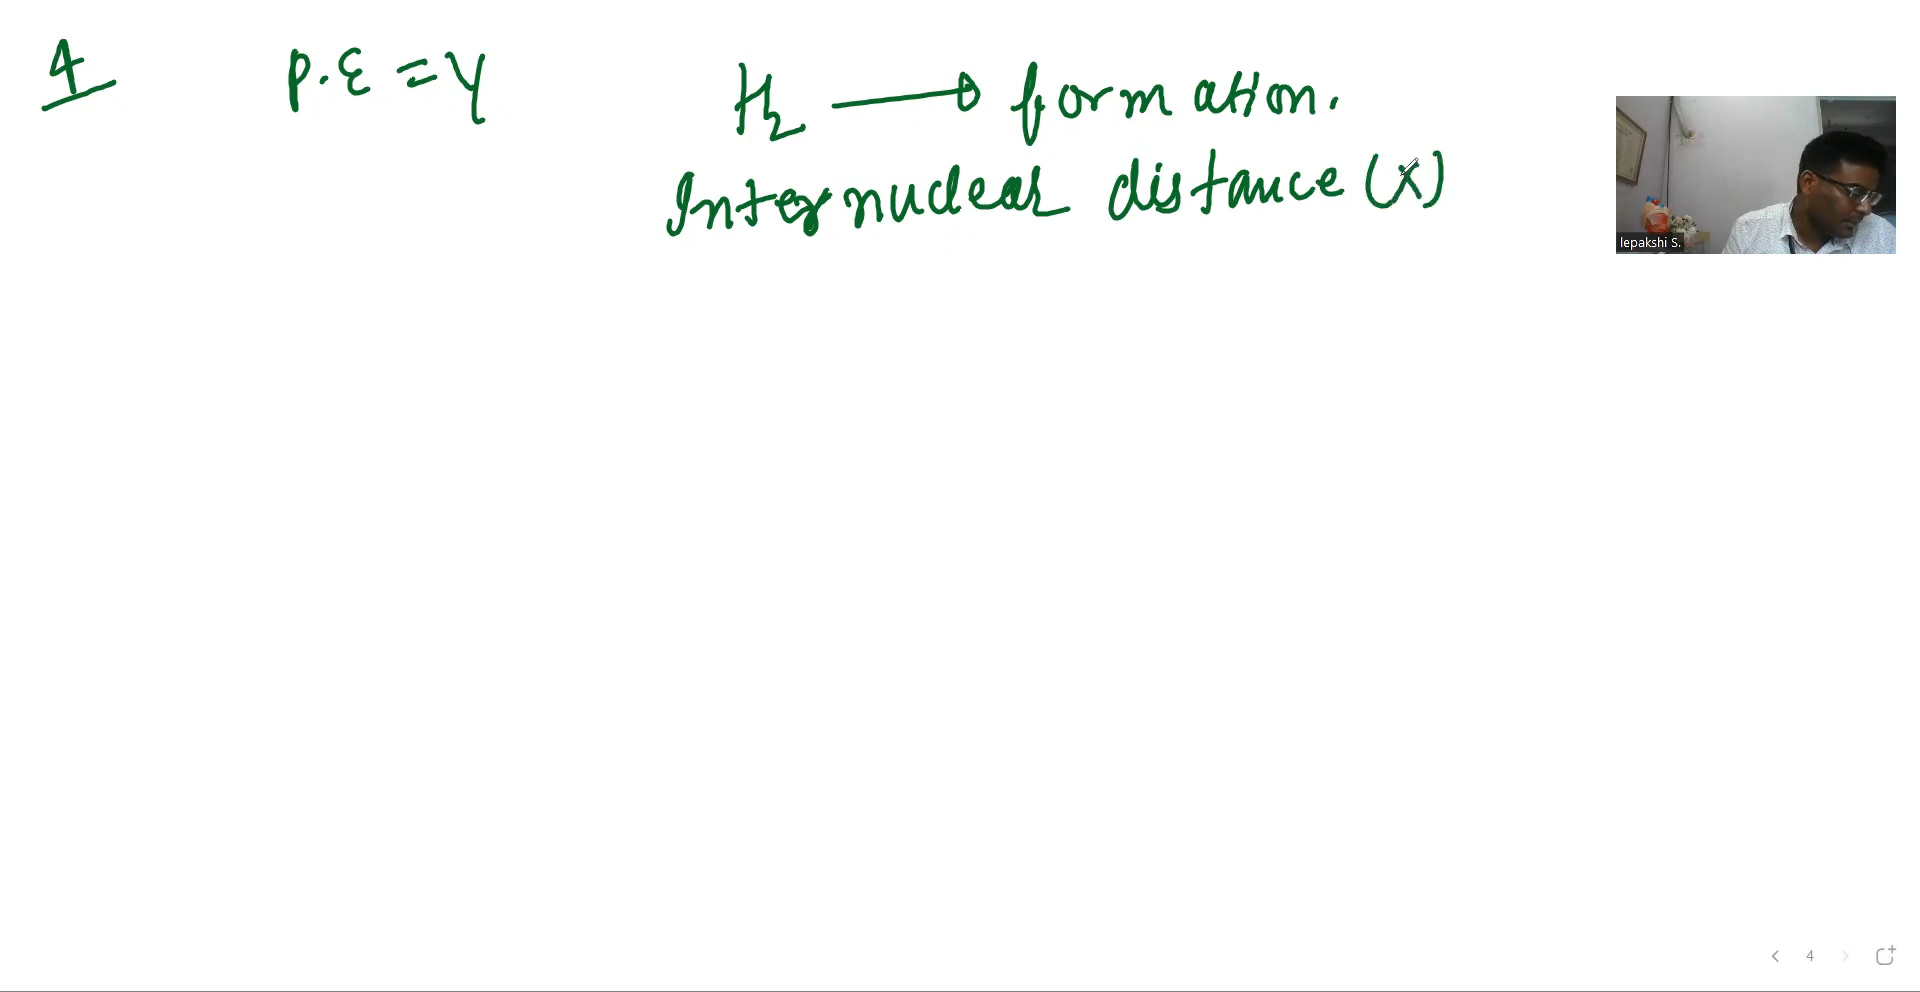 4
P.E = Y
H2 → formation.
Internuclear distance (x)
lepakshi S.
4